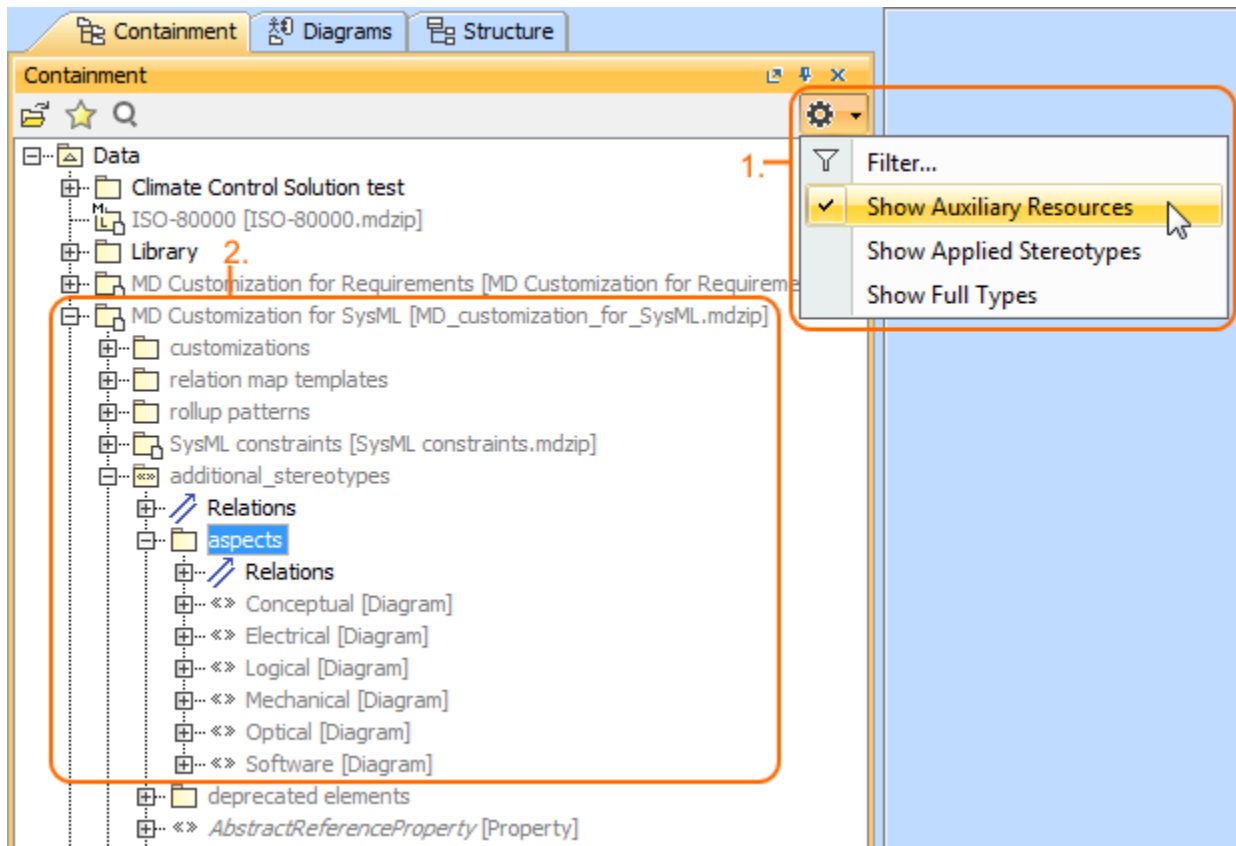 Containment
Diagrams
Structure
Containment
Data
Climate Control Solution test
ISO-80000 [ISO-80000.mdzip]
Library
2.
MD Customization for Requirements [MD Customization for Requireme
MD Customization for SysML [MD_customization_for_SysML.mdzip]
customizations
relation map templates
rollup patterns
SysML constraints [SysML constraints.mdzip]
«» additional_stereotypes
Relations
aspects
Relations
«» Conceptual [Diagram]
«» Electrical [Diagram]
«» Logical [Diagram]
«» Mechanical [Diagram]
«» Optical [Diagram]
«» Software [Diagram]
deprecated elements
«» AbstractReferenceProperty [Property]
1.
Filter...
Show Auxiliary Resources
Show Applied Stereotypes
Show Full Types